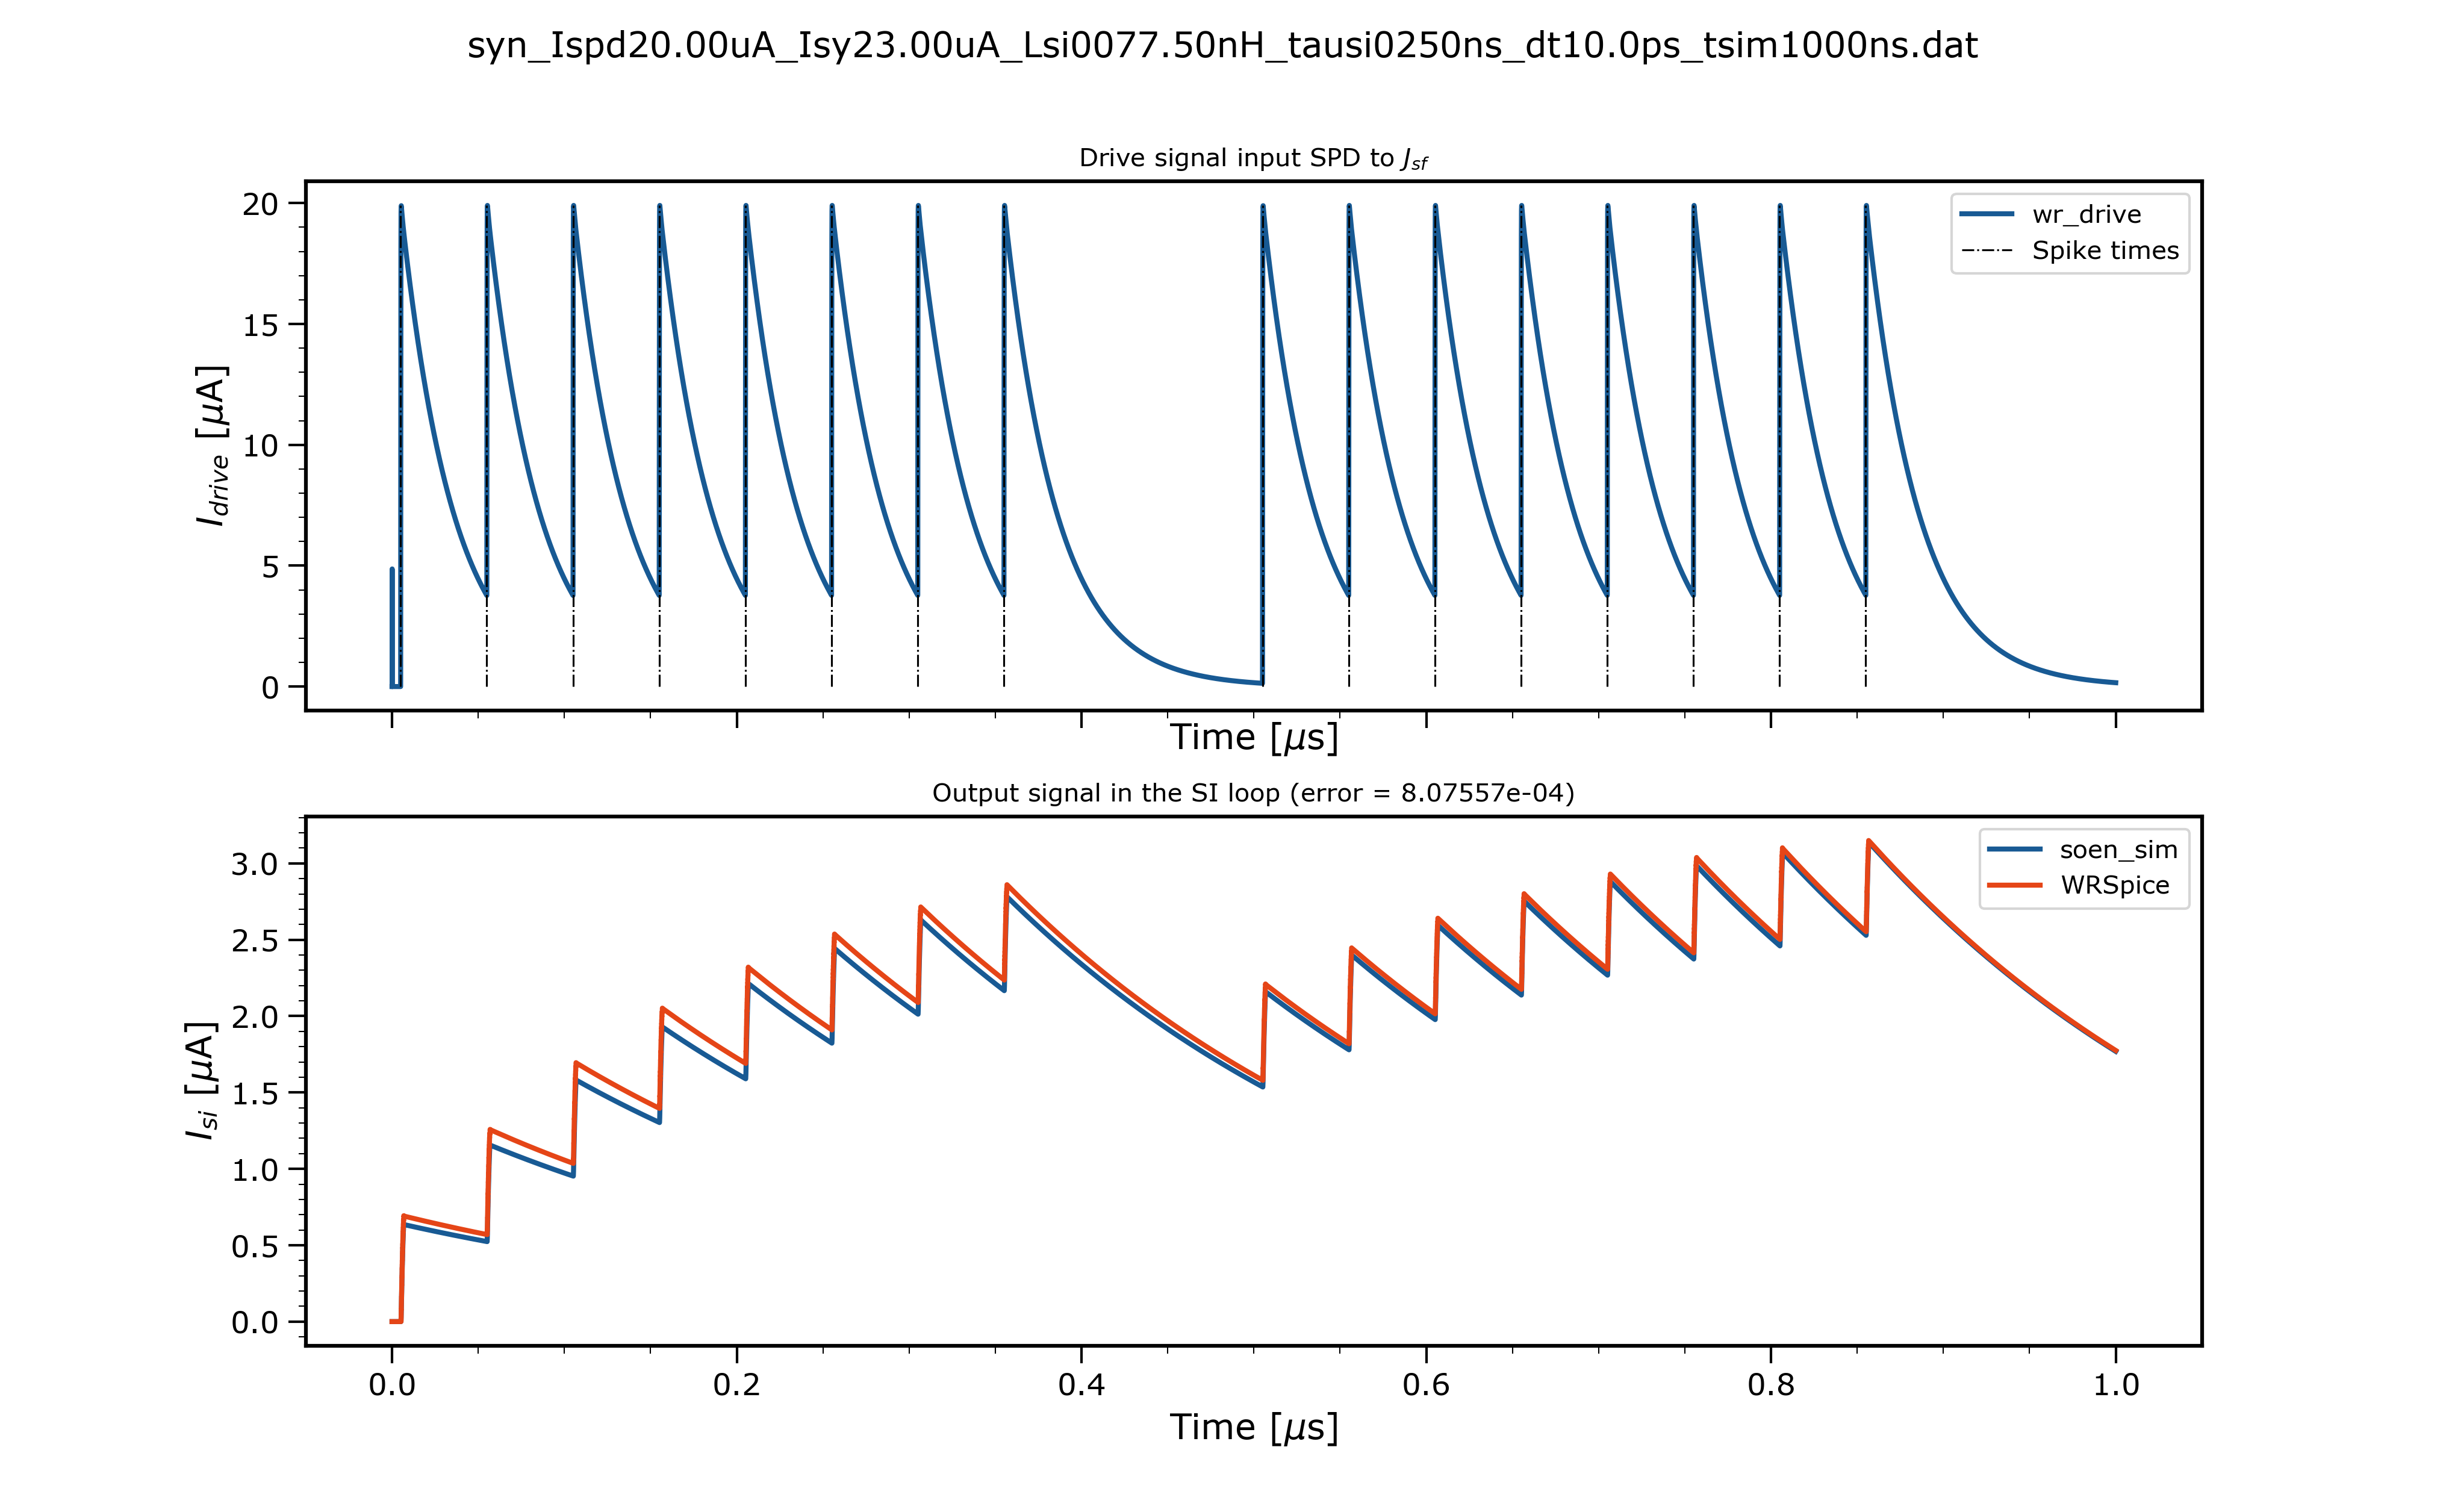 syn_Ispd20.00uA_Isy23.00uA_Lsi0077.50nH_tausi0250ns_dt10.0ps_tsim1000ns.dat
Drive signal input SPD to J_sf
20
15
10
5
0
I_drive [μA]
wr_drive
Spike times
Time [μs]
Output signal in the SI loop (error = 8.07557e-04)
3.0
2.5
2.0
1.5
1.0
0.5
0.0
I_si [μA]
soen_sim
WRSpice
0.0 0.2 0.4 0.6 0.8 1.0
Time [μs]